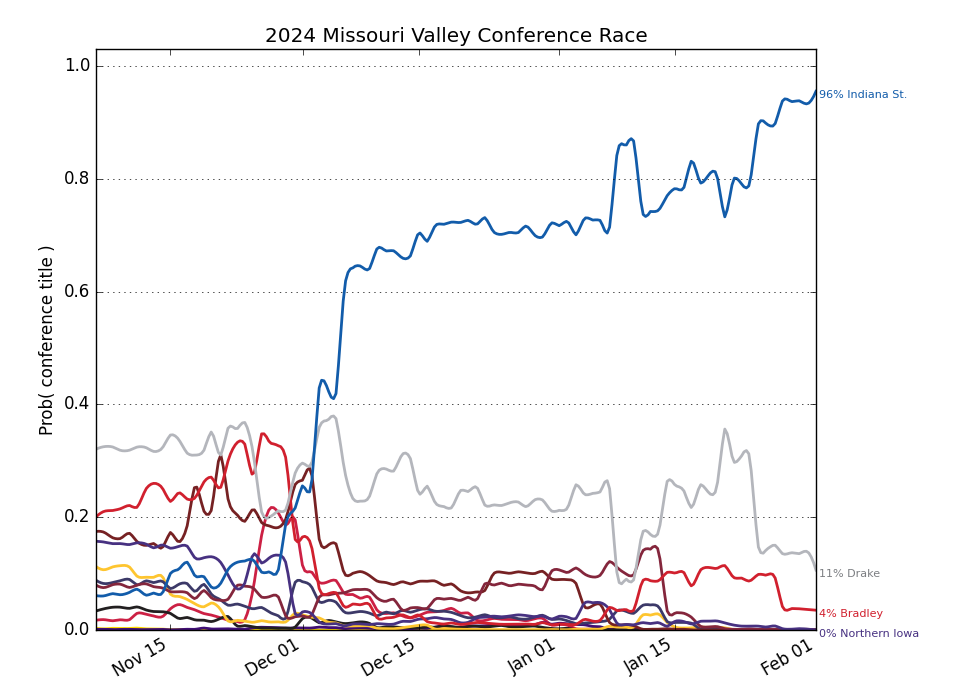 2024 Missouri Valley Conference Race
Prob( conference title )
1.0
0.8
0.6
0.4
0.2
0.0
Nov 15
Dec 01
Dec 15
Jan 01
Jan 15
Feb 01
96% Indiana St.
10% Drake
4% Bradley
0% Northern Iowa